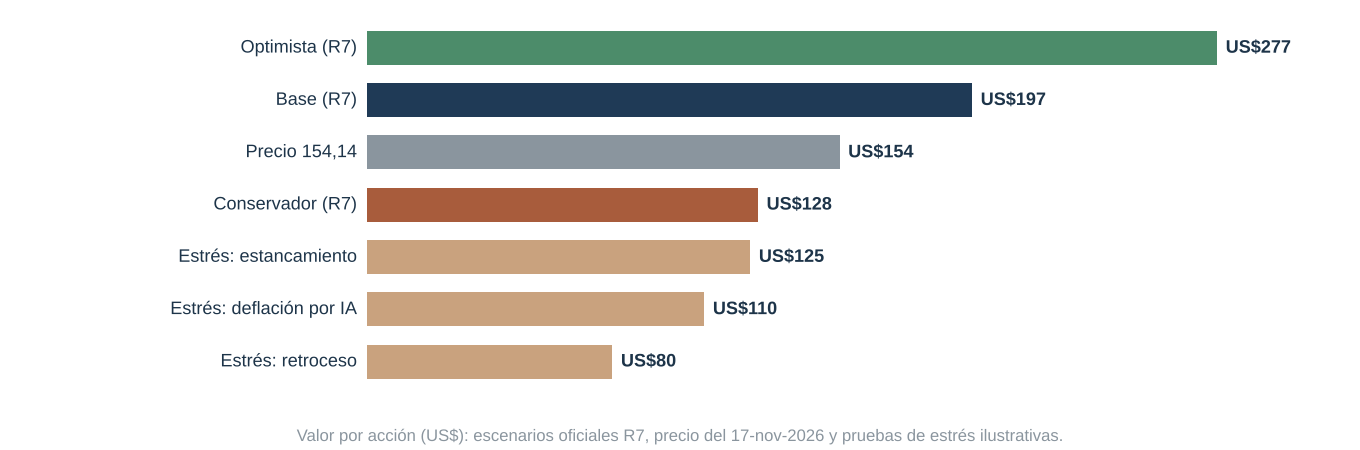 Optimista (R7) US$277
Base (R7) US$197
Precio 154,14 US$154
Conservador (R7) US$128
Estrés: estancamiento US$125
Estrés: deflación por IA US$110
Estrés: retroceso US$80
Valor por acción (US$): escenarios oficiales R7, precio del 17-nov-2026 y pruebas de estrés ilustrativas.